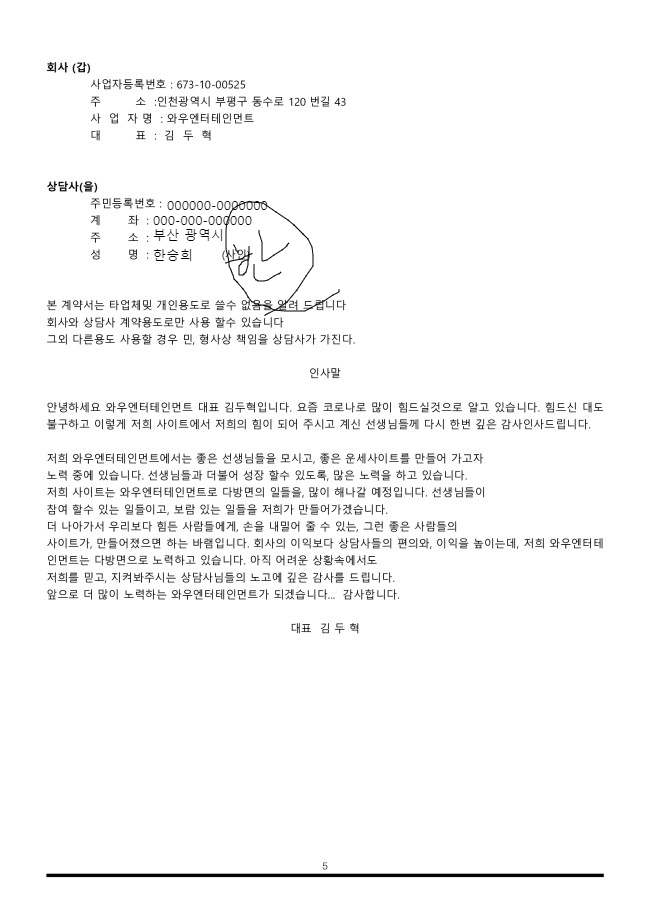 회사 (갑)
사업자등록번호 : 673-10-00525
주 소 :인천광역시 부평구 동수로 120 번길 43
사 업 자 명 : 와우엔터테인먼트
대 표 : 김 두 혁
상담사(을)
주민등록번호 : 000000-0000000
계 좌 : 000-000-000000
주 소 : 부산 광역시
성 명 : 한승희 (사인)
본 계약서는 타업체및 개인용도로 쓸수 없음을 알려 드립니다
회사와 상담사 계약용도로만 사용 할수 있습니다
그외 다른용도 사용할 경우 민, 형사상 책임을 상담사가 가진다.
인사말
안녕하세요 와우엔터테인먼트 대표 김두혁입니다. 요즘 코로나로 많이 힘드실것으로 알고 있습니다. 힘드신 대도
불구하고 이렇게 저희 사이트에서 저희의 힘이 되어 주시고 계신 선생님들께 다시 한번 깊은 감사인사드립니다.
저희 와우엔터테인먼트에서는 좋은 선생님들을 모시고, 좋은 운세사이트를 만들어 가고자
노력 중에 있습니다. 선생님들과 더불어 성장 할수 있도록, 많은 노력을 하고 있습니다.
저희 사이트는 와우엔터테인먼트로 다방면의 일들을, 많이 해나갈 예정입니다. 선생님들이
참여 할수 있는 일들이고, 보람 있는 일들을 저희가 만들어가겠습니다.
더 나아가서 우리보다 힘든 사람들에게, 손을 내밀어 줄 수 있는, 그런 좋은 사람들의
사이트가, 만들어졌으면 하는 바램입니다. 회사의 이익보다 상담사들의 편의와, 이익을 높이는데, 저희 와우엔터테
인먼트는 다방면으로 노력하고 있습니다. 아직 어려운 상황속에서도
저희를 믿고, 지켜봐주시는 상담사님들의 노고에 깊은 감사를 드립니다.
앞으로 더 많이 노력하는 와우엔터테인먼트가 되겠습니다... 감사합니다.
대표 김 두 혁
5